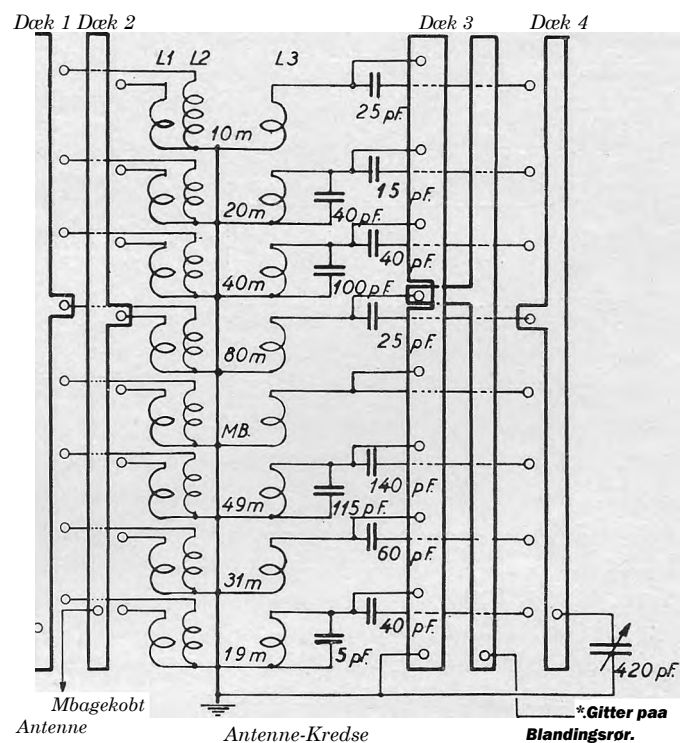 Dæk 1 Dæk 2 Dæk 3 Dæk 4
L1 L2 L3
10 m 25 pF.
20 m 40 pF. 15 pF.
40 m 100 pF. 40 pF.
80 m 25 pF.
MB.
49 m 115 pF. 140 pF.
31 m 60 pF.
19 m 5 pF. 40 pF.
420 pF.
Mbagekobt
Antenne
Antenne-Kredse
*.Gitter paa
Blandingsrør.